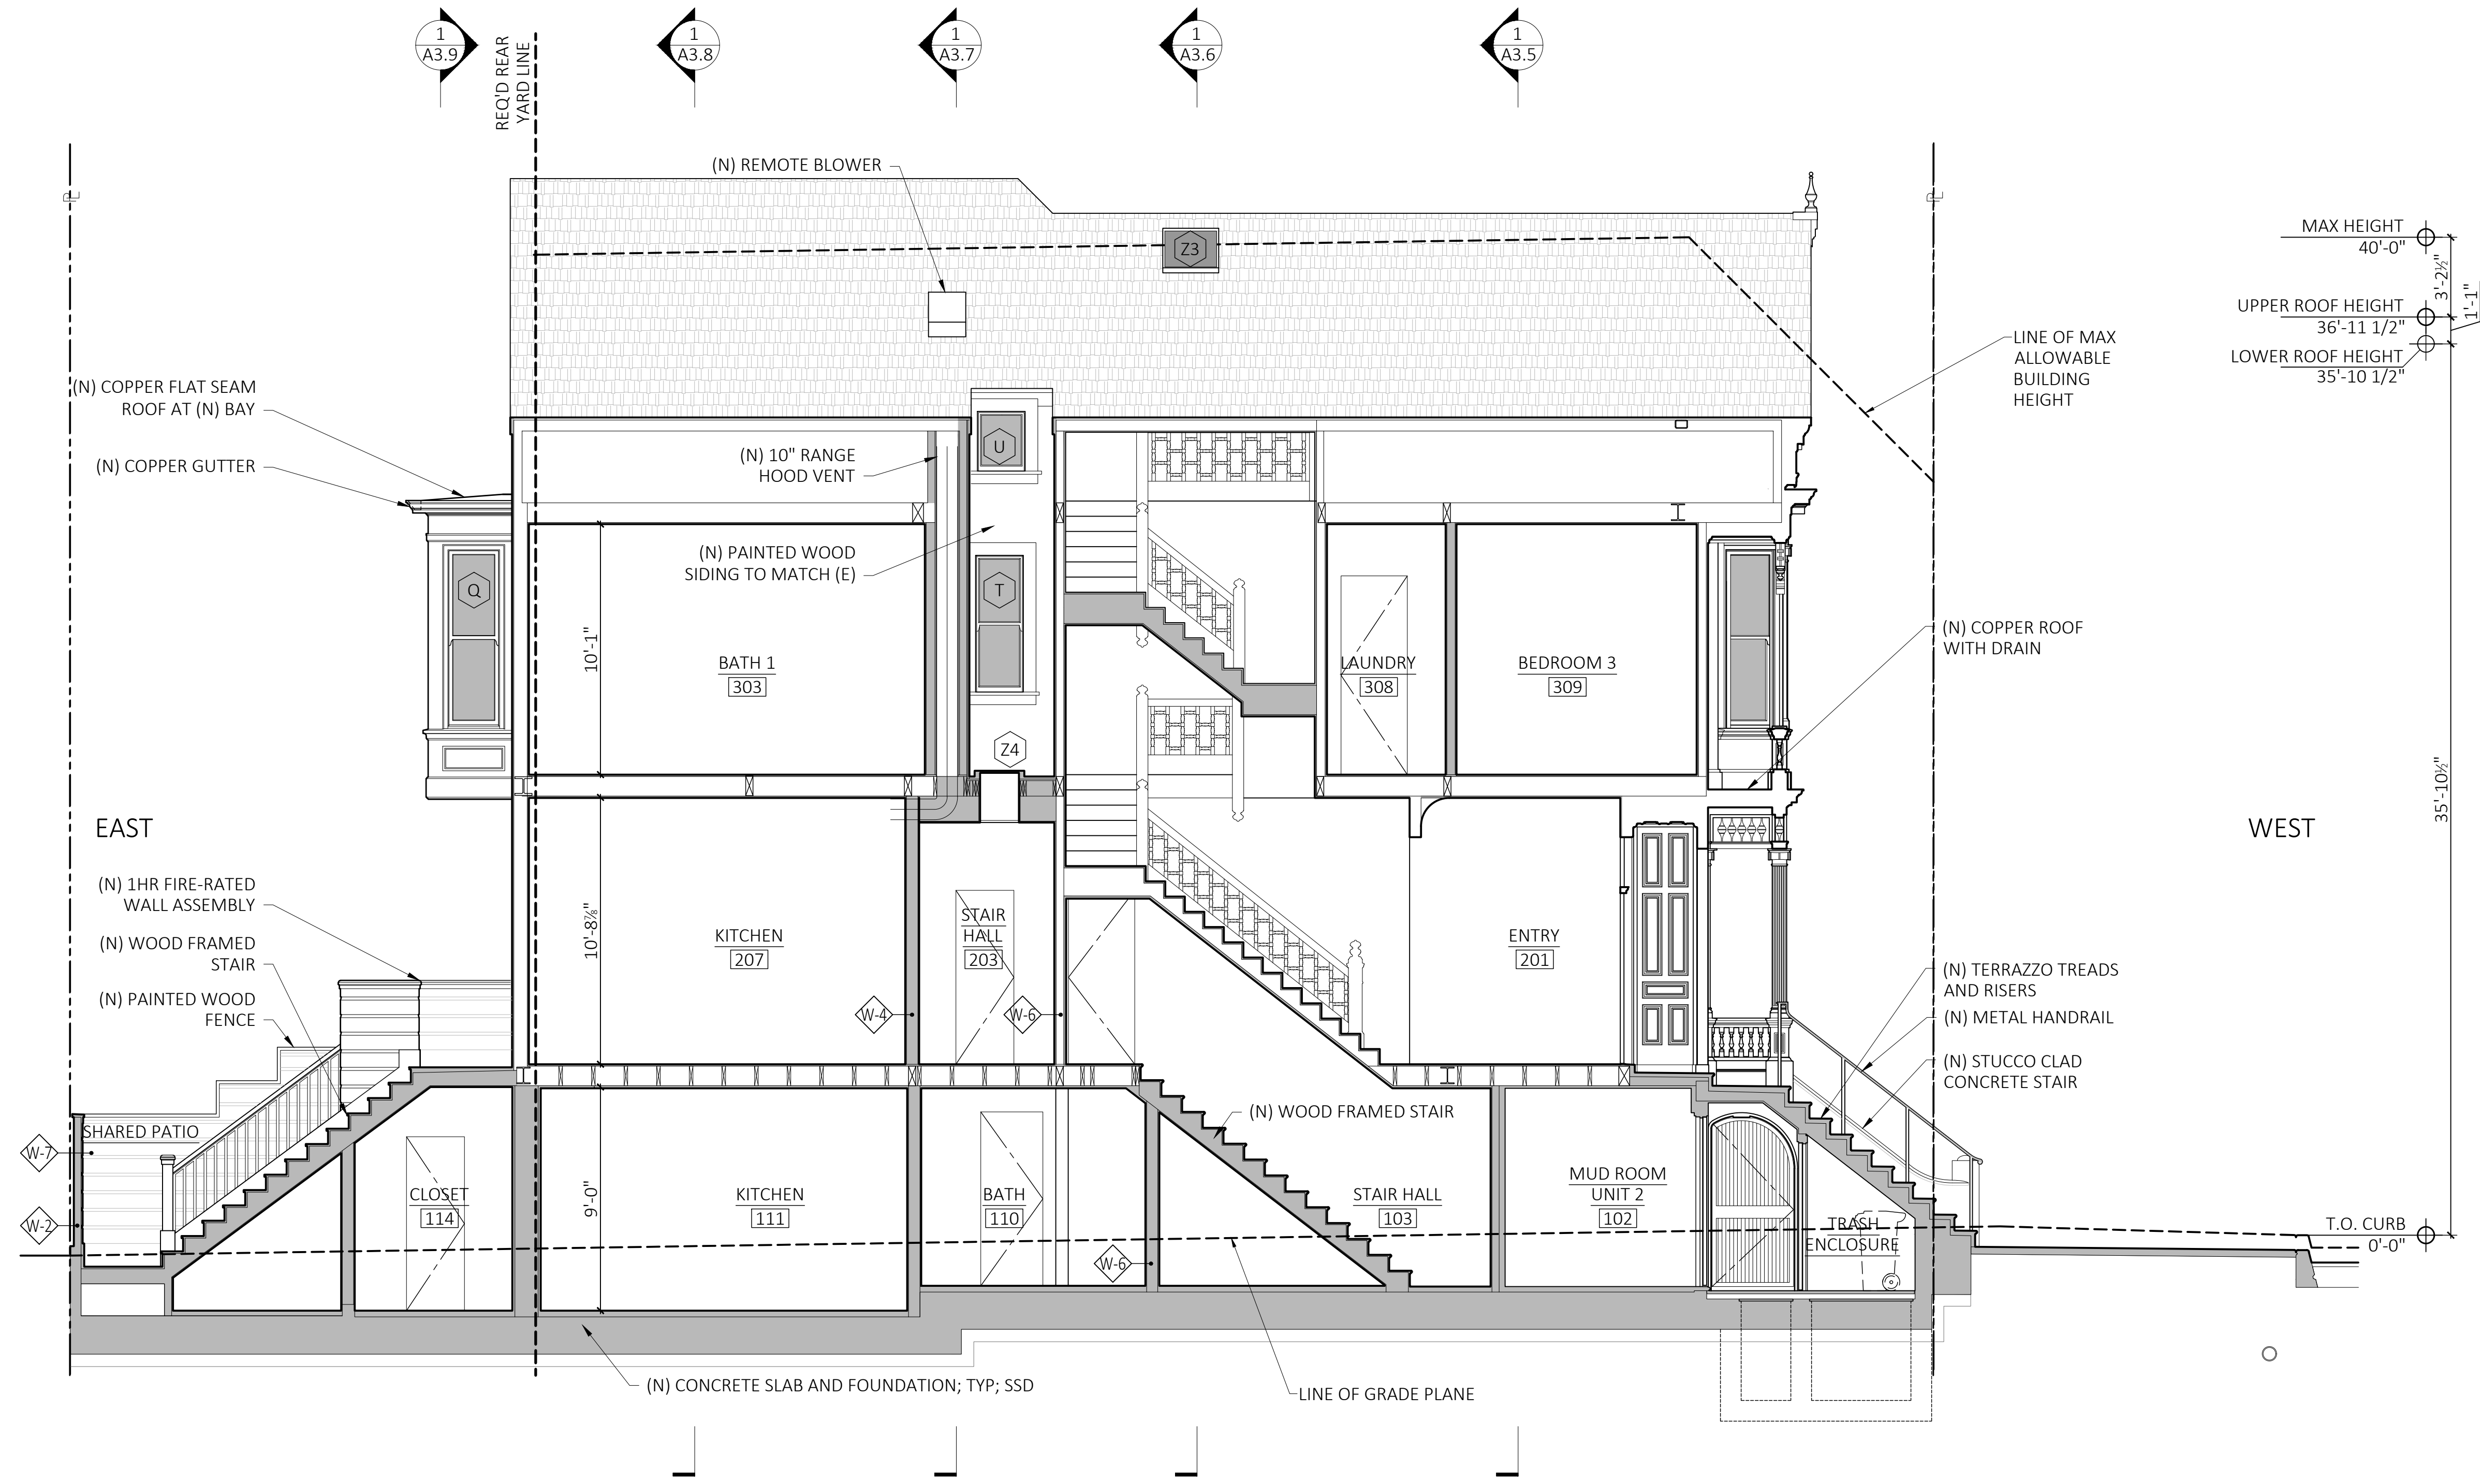 1
A3.9
REQ'D REAR
YARD LINE
1
A3.8
1
A3.7
1
A3.6
1
A3.5
(N) REMOTE BLOWER
Z3
MAX HEIGHT
40'-0"
3'-2½"
1'-1"
UPPER ROOF HEIGHT
36'-11 1/2"
LOWER ROOF HEIGHT
35'-10 1/2"
LINE OF MAX
ALLOWABLE
BUILDING
HEIGHT
(N) COPPER FLAT SEAM
ROOF AT (N) BAY
(N) COPPER GUTTER
(N) 10" RANGE
HOOD VENT
U
(N) PAINTED WOOD
SIDING TO MATCH (E)
Q
T
10'-1"
BATH 1
303
LAUNDRY
308
BEDROOM 3
309
(N) COPPER ROOF
WITH DRAIN
Z4
35'-10½"
EAST
WEST
(N) 1HR FIRE-RATED
WALL ASSEMBLY
(N) WOOD FRAMED
STAIR
(N) PAINTED WOOD
FENCE
10'-8⅞"
KITCHEN
207
STAIR
HALL
203
ENTRY
201
W-4
W-6
(N) TERRAZZO TREADS
AND RISERS
(N) METAL HANDRAIL
(N) STUCCO CLAD
CONCRETE STAIR
(N) WOOD FRAMED STAIR
SHARED PATIO
W-7
W-2
CLOSET
114
9'-0"
KITCHEN
111
BATH
110
STAIR HALL
103
MUD ROOM
UNIT 2
102
TRASH
ENCLOSURE
W-6
T.O. CURB
0'-0"
(N) CONCRETE SLAB AND FOUNDATION; TYP; SSD
LINE OF GRADE PLANE